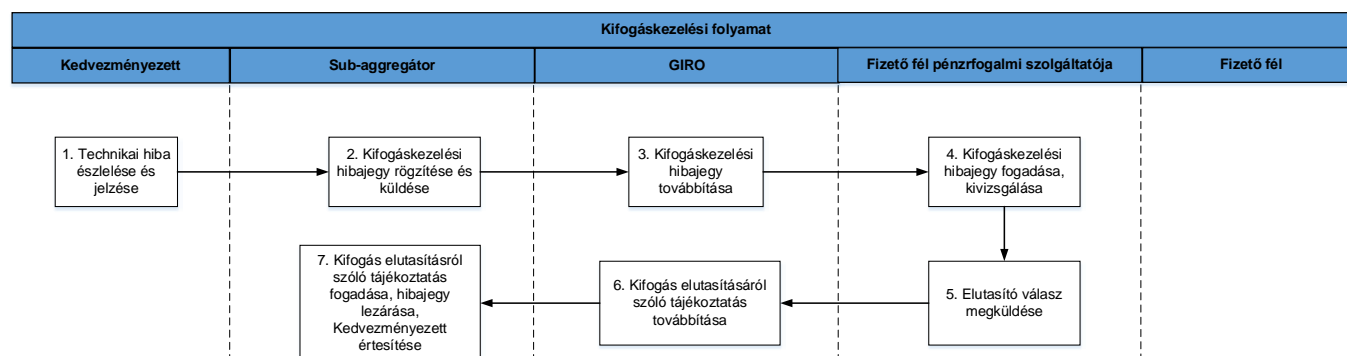 Kifogáskezelési folyamat
Kedvezményezett
Sub-aggregátor
GIRO
Fizető fél pénzrfogalmi szolgáltatója
Fizető fél
1. Technikai hiba
észlelése és
jelzése
2. Kifogáskezelési
hibajegy rögzítése és
küldése
3. Kifogáskezelési
hibajegy
továbbítása
4. Kifogáskezelési
hibajegy fogadása,
kivizsgálása
7. Kifogás elutasításról
szóló tájékoztatás
fogadása, hibajegy
lezárása,
Kedvezményezett
értesítése
6. Kifogás elutasításáról
szóló tájékoztatás
továbbítása
5. Elutasító válasz
megküldése